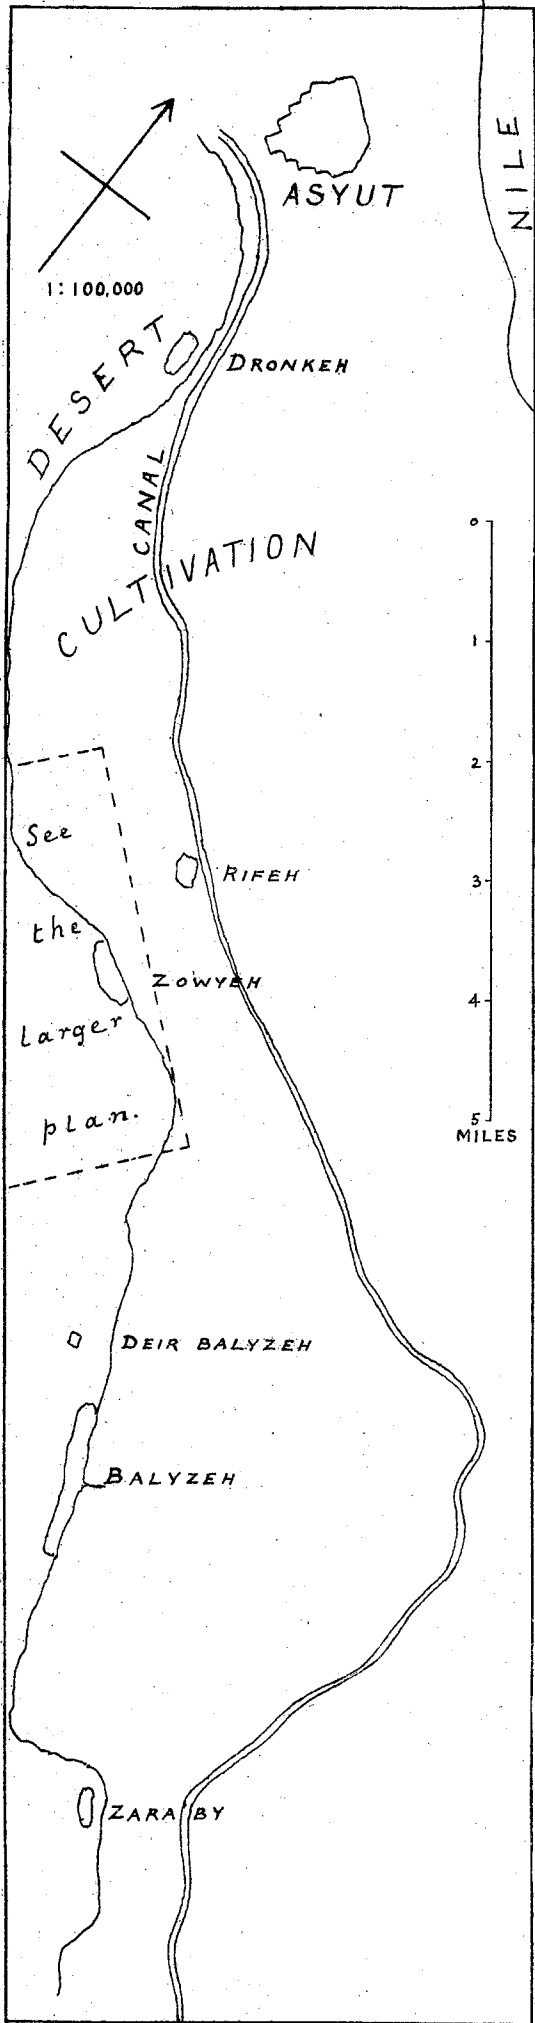 NILE
ASYUT
1:100,000
DESERT
DRONKEH
CANAL
CULTIVATION
0
1
2
3
4
5
MILES
See
the
Larger
plan.
RIFEH
ZOWYEH
DEIR BALYZEH
BALYZEH
ZARABY